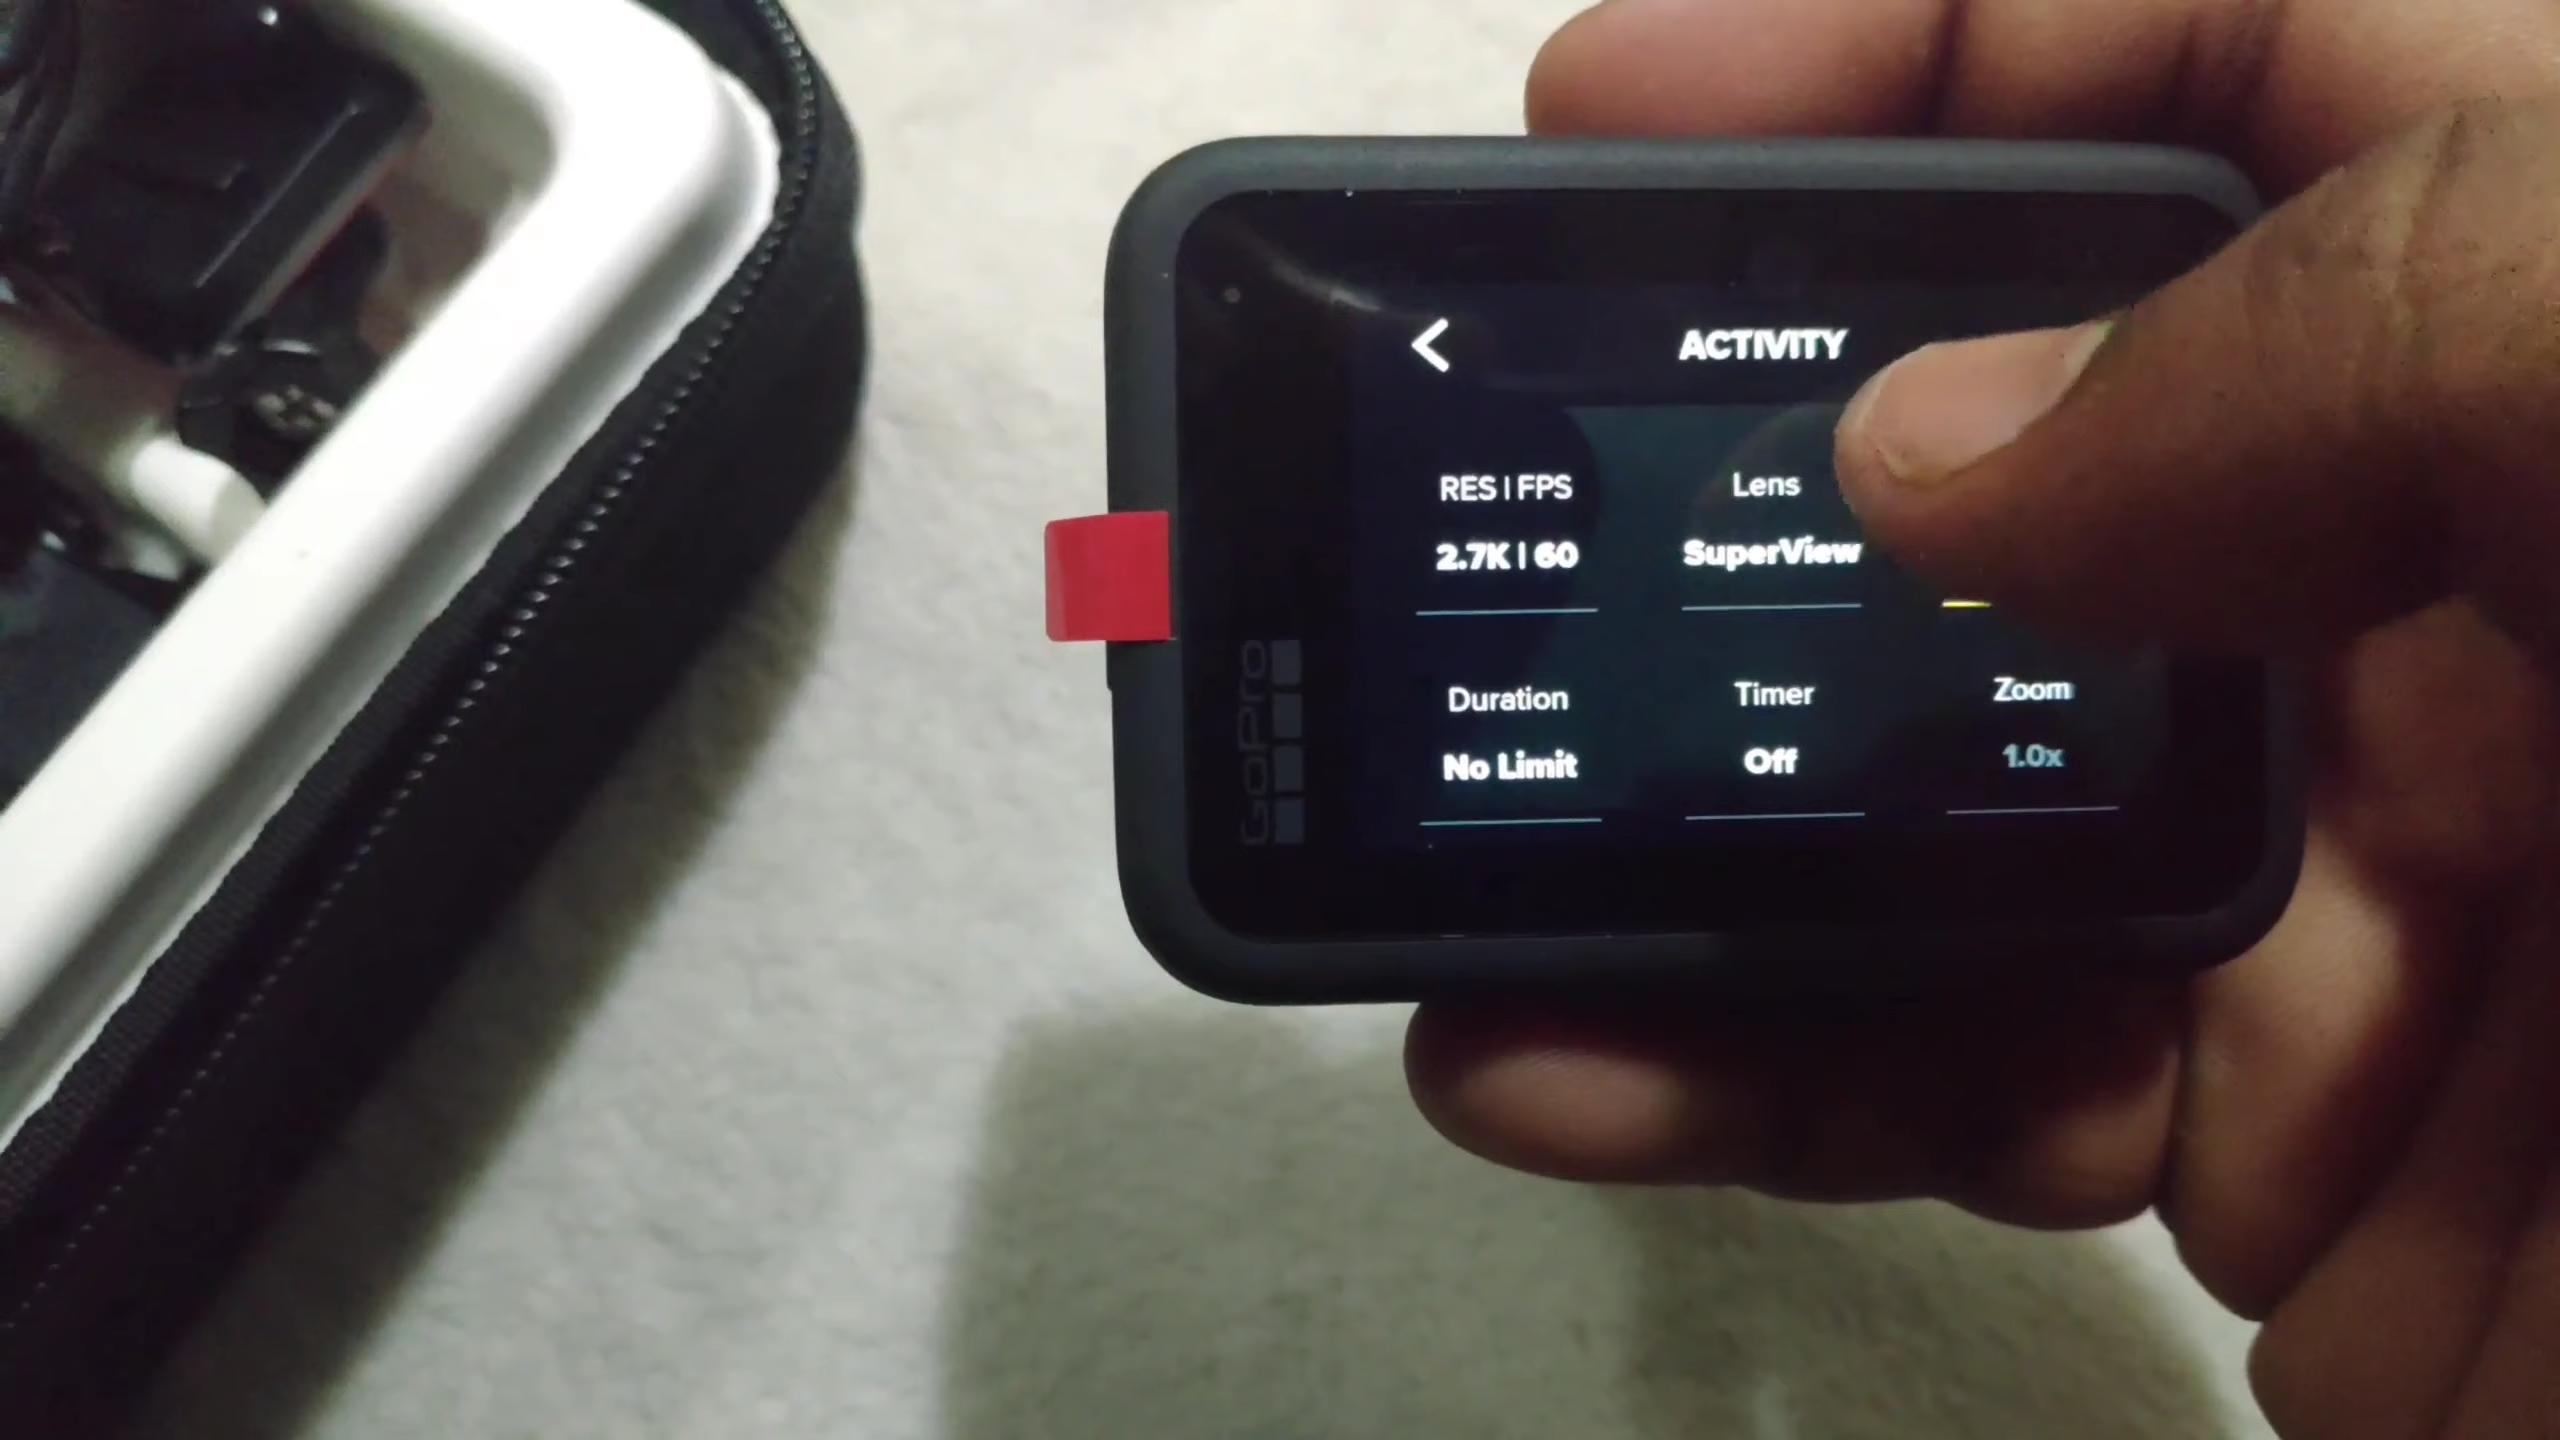 ACTIVITY
RES | FPS
Lens
2.7K | 60
SuperView
Duration
Timer
Zoom
No Limit
Off
1.0x
GoPro